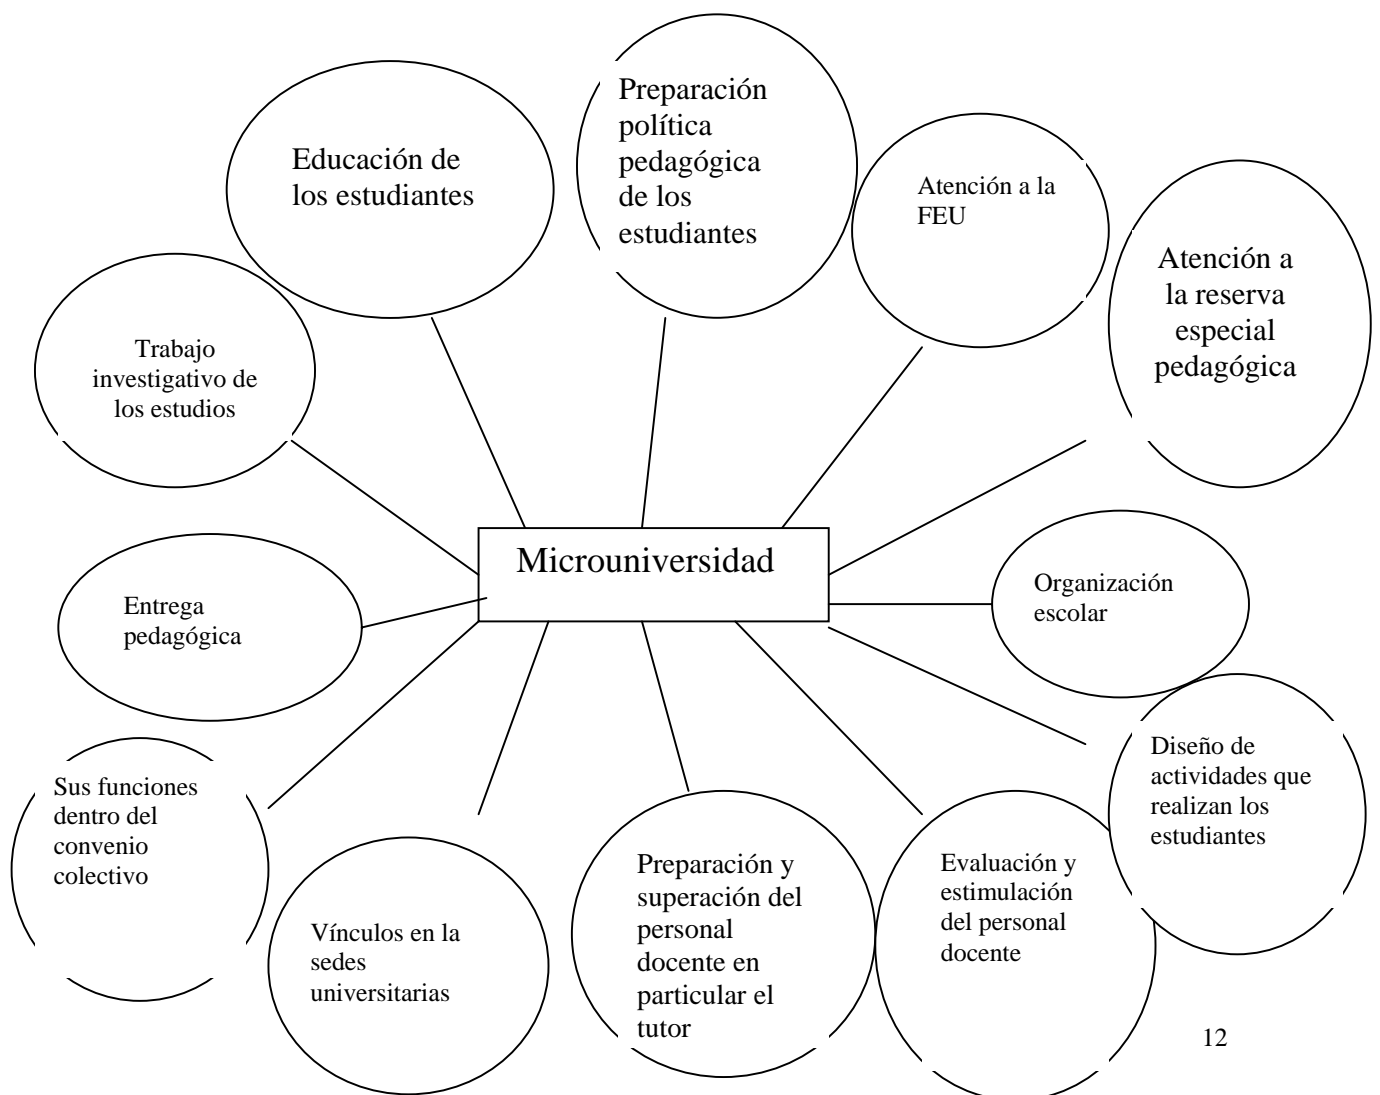 Preparación
política
pedagógica
de los
estudiantes
Educación de
los estudiantes
Atención a la
FEU
Atención a
la reserva
especial
pedagógica
Trabajo
investigativo de
los estudios
Microuniversidad
Organización
escolar
Entrega
pedagógica
Diseño de
actividades que
realizan los
estudiantes
Sus funciones
dentro del
convenio
colectivo
Vínculos en la
sedes
universitarias
Preparación y
superación del
personal
docente en
particular el
tutor
Evaluación y
estimulación
del personal
docente
12